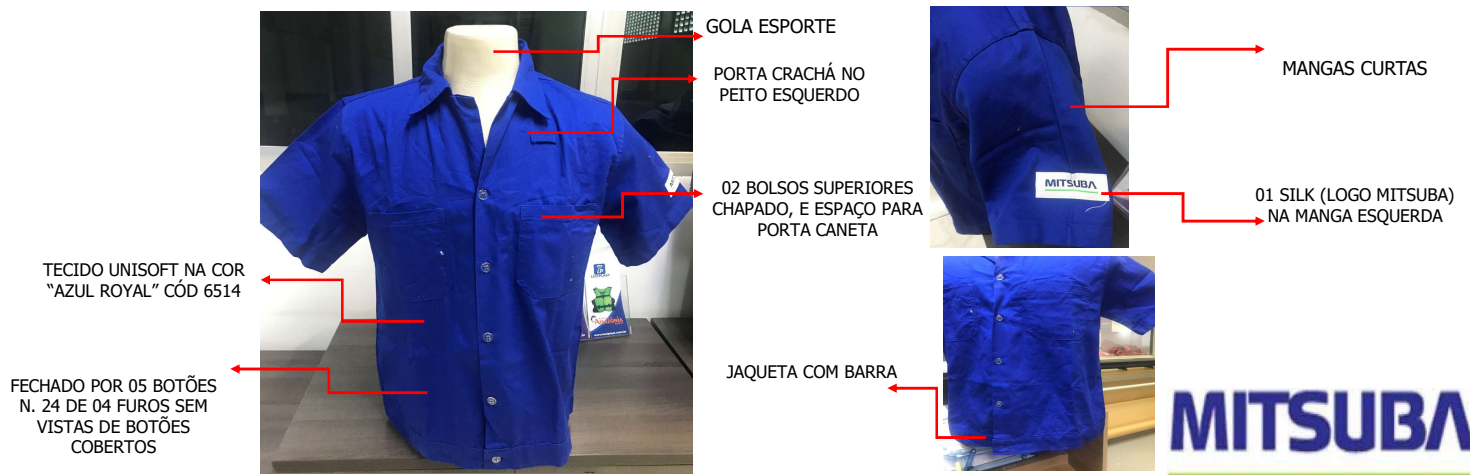 GOLA ESPORTE
PORTA CRACHÁ NO
PEITO ESQUERDO
02 BOLSOS SUPERIORES
CHAPADO, E ESPAÇO PARA
PORTA CANETA
TECIDO UNISOFT NA COR
“AZUL ROYAL” CÓD 6514
FECHADO POR 05 BOTÕES
N. 24 DE 04 FUROS SEM
VISTAS DE BOTÕES
COBERTOS
MANGAS CURTAS
MITSUBA
01 SILK (LOGO MITSUBA)
NA MANGA ESQUERDA
JAQUETA COM BARRA
MITSUBA